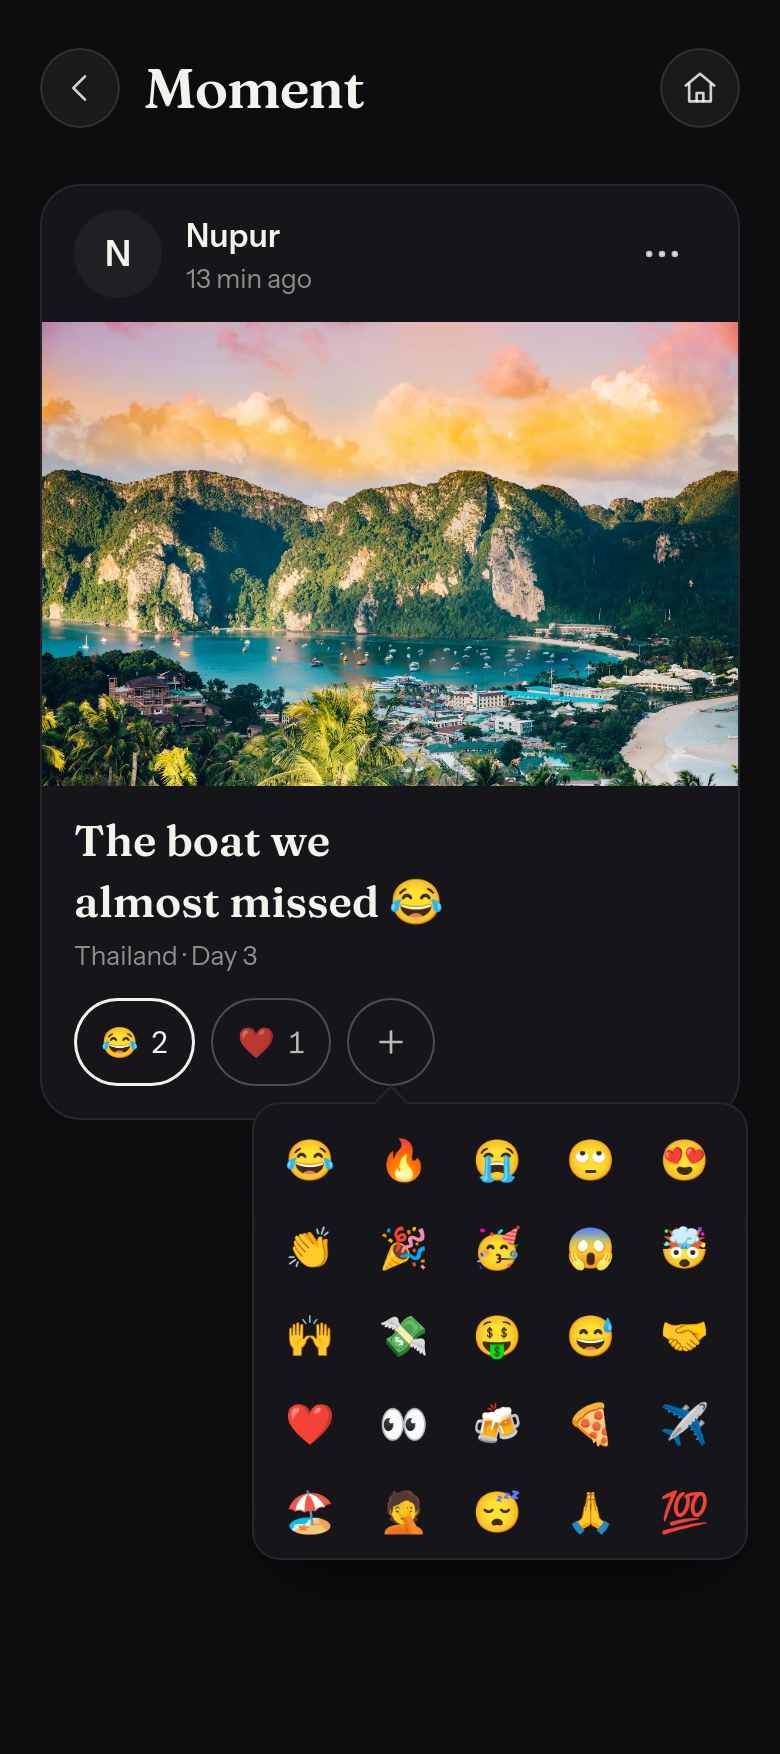 Moment
N
Nupur
13 min ago
The boat we
almost missed 😂
Thailand · Day 3
😂 2
❤️ 1
😂 🔥 😭 🙄 😍
👏 🎉 🥳 😱 🤯
🙌 💸 🤑 😅 🤝
❤️ 👀 🍻 🍕 ✈️
🏖️ 🤦 😴 🙏 💯